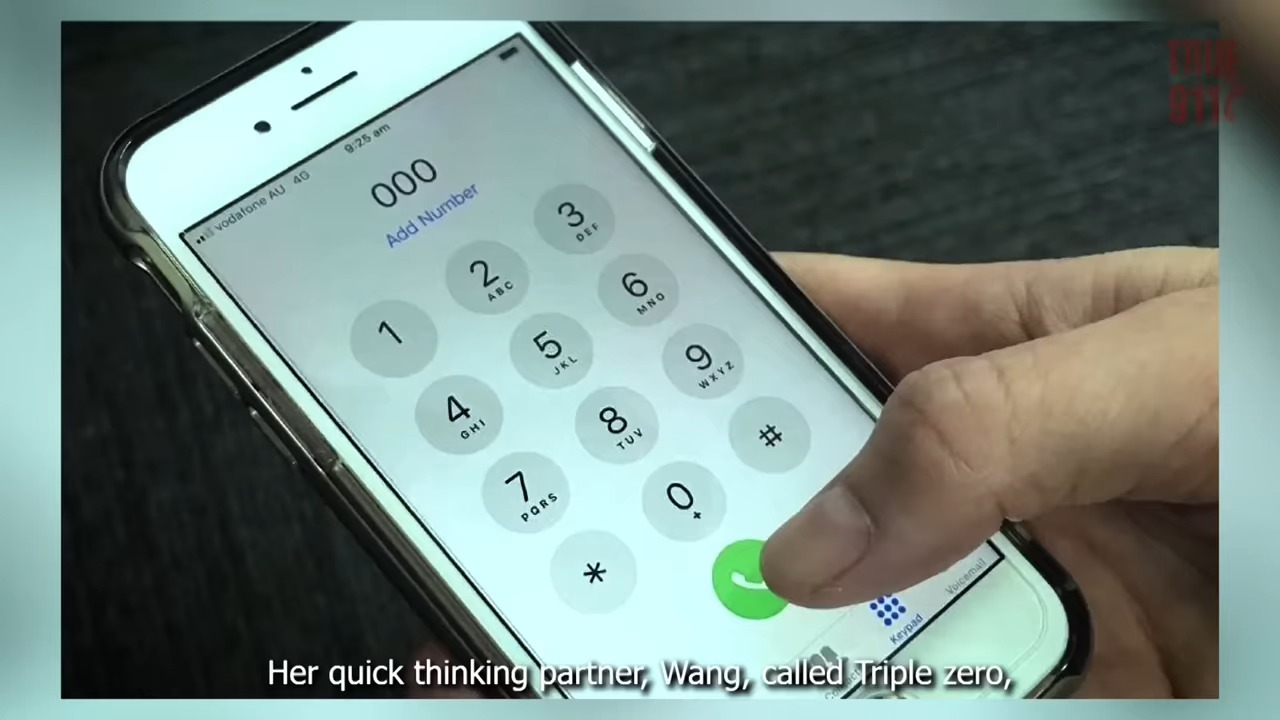 vodafone AU 4G
9:25 am
000
Add Number
1
2
ABC
3
DEF
4
GHI
5
JKL
6
MNO
7
PQRS
8
TUV
9
WXYZ
*
0
+
#
Keypad
Voicemail
Her quick thinking partner, Wang, called Triple zero,